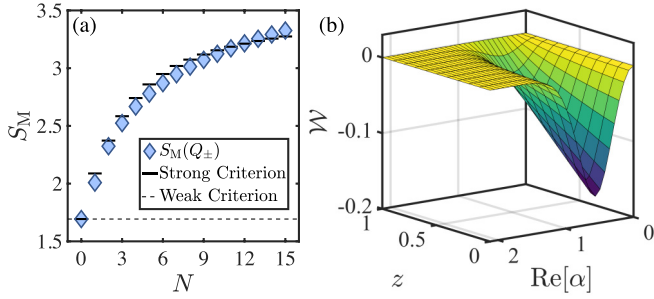 (a)
3.5
3
2.5
2
1.5
S_M
0 3 6 9 12 15
N
S_M(Q_±)
Strong Criterion
Weak Criterion
(b)
0
-0.1
-0.2
𝒲
1 0.5 0
z
2 1 0
Re[α]